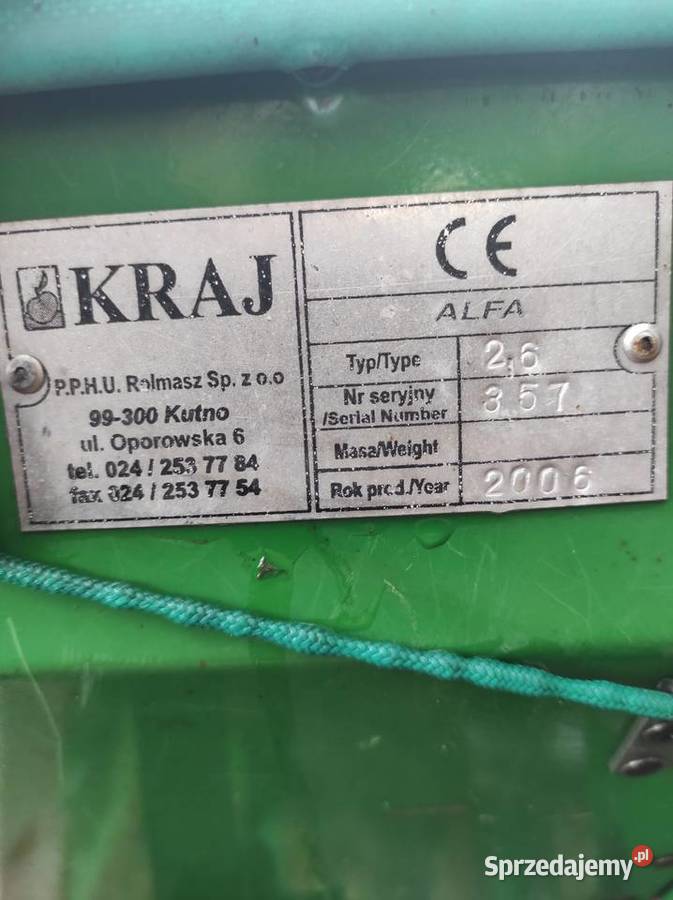 KRAJ
P.P.H.U. Rolmasz Sp. z o.o
99-300 Kutno
ul. Oporowska 6
tel. 024 / 253 77 84
fax 024 / 253 77 54
CE
ALFA
Typ/Type 2,6
Nr seryjny
/Serial Number 357
Masa/Weight
Rok prod./Year 2006
Sprzedajemy.pl